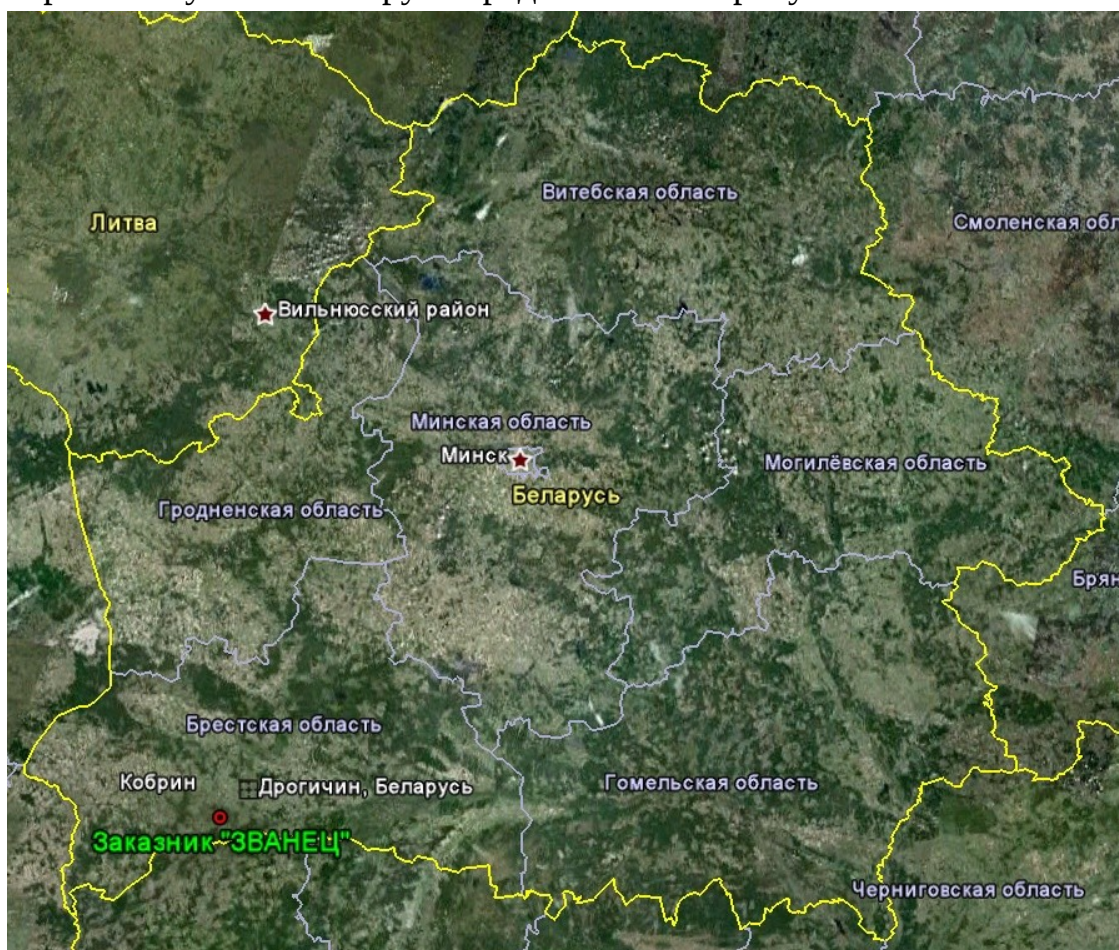 Витебская область
Литва
Смоленская обл
Вильнюсский район
Минская область
Минск
Могилёвская область
Беларусь
Гродненская область
Брян
Брестская область
Кобрин
Дрогичин, Беларусь
Гомельская область
Заказник "ЗВАНЕЦ"
Черниговская область